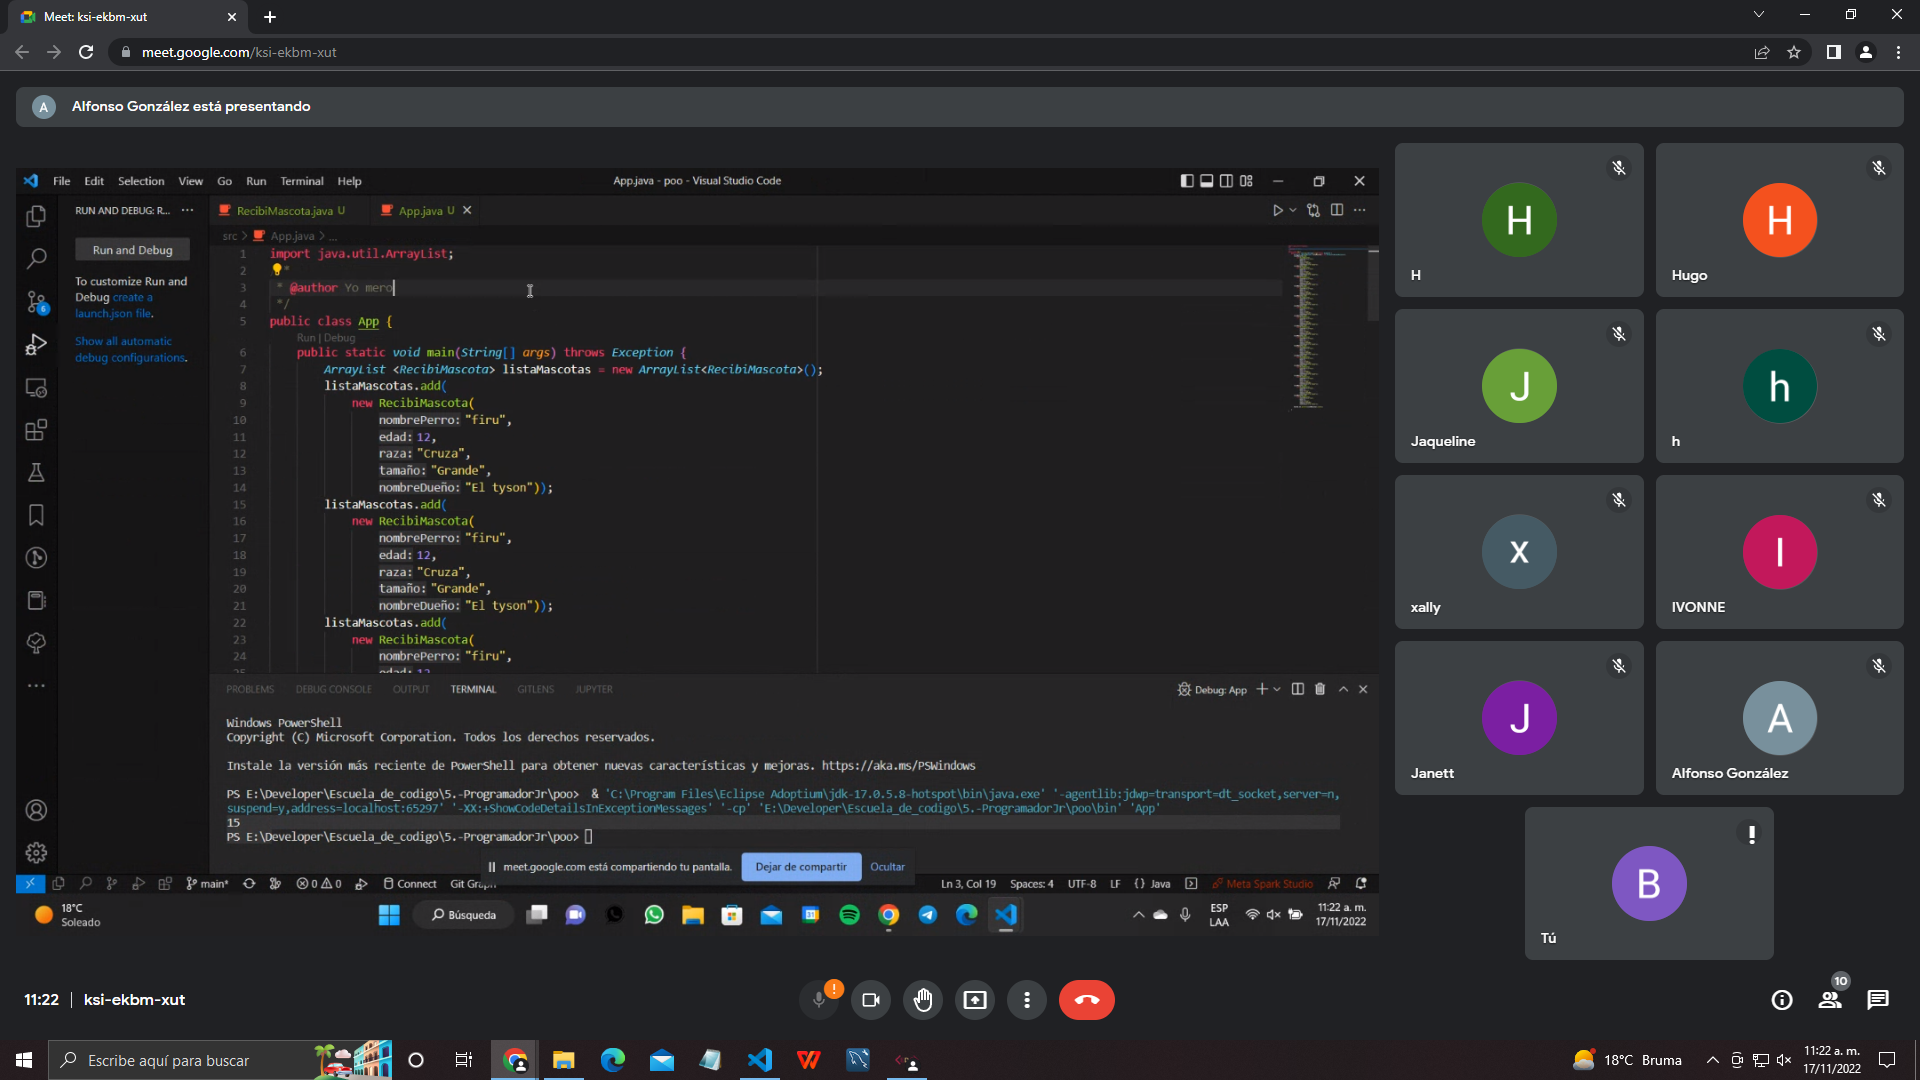 Meet: ksi-ekbm-xut
meet.google.com/ksi-ekbm-xut
A
Alfonso González está presentando
File Edit Selection View Go Run Terminal Help
App.java - poo - Visual Studio Code
RUN AND DEBUG: R...
RecibiMascota.java U
App.java U
Run and Debug
To customize Run and
Debug create a
launch.json file.
Show all automatic
debug configurations.
6
src > App.java > ...
1 import java.util.ArrayList;
2 *
3 * @author Yo mero
4 */
5 public class App {
Run | Debug
6 public static void main(String[] args) throws Exception {
7 ArrayList <RecibiMascota> listaMascotas = new ArrayList<RecibiMascota>();
8 listaMascotas.add(
9 new RecibiMascota(
10 nombrePerro: "firu",
11 edad: 12,
12 raza: "Cruza",
13 tamaño: "Grande",
14 nombreDueño: "El tyson"));
15 listaMascotas.add(
16 new RecibiMascota(
17 nombrePerro: "firu",
18 edad: 12,
19 raza: "Cruza",
20 tamaño: "Grande",
21 nombreDueño: "El tyson"));
22 listaMascotas.add(
23 new RecibiMascota(
24 nombrePerro: "firu",
25 edad: 12
PROBLEMS DEBUG CONSOLE OUTPUT TERMINAL GITLENS JUPYTER
Debug: App
Windows PowerShell
Copyright (C) Microsoft Corporation. Todos los derechos reservados.
Instale la versión más reciente de PowerShell para obtener nuevas características y mejoras. https://aka.ms/PSWindows
PS E:\Developer\Escuela_de_codigo\5.-ProgramadorJr\poo> & 'C:\Program Files\Eclipse Adoptium\jdk-17.0.5.8-hotspot\bin\java.exe' '-agentlib:jdwp=transport=dt_socket,server=n,
suspend=y,address=localhost:65297' '-XX:+ShowCodeDetailsInExceptionMessages' '-cp' 'E:\Developer\Escuela_de_codigo\5.-ProgramadorJr\poo\bin' 'App'
15
PS E:\Developer\Escuela_de_codigo\5.-ProgramadorJr\poo>
meet.google.com está compartiendo tu pantalla. Dejar de compartir Ocultar
main* 0 0 Connect Git Graph
Ln 3, Col 19 Spaces: 4 UTF-8 LF {} Java Meta Spark Studio
18°C
Soleado
Búsqueda
ESP
LAA
11:22 a. m.
17/11/2022
H
H
H
Hugo
J
Jaqueline
h
h
x
xally
I
IVONNE
J
Janett
A
Alfonso González
B
Tú
11:22 | ksi-ekbm-xut
10
Escribe aquí para buscar
18°C Bruma
11:22 a. m.
17/11/2022